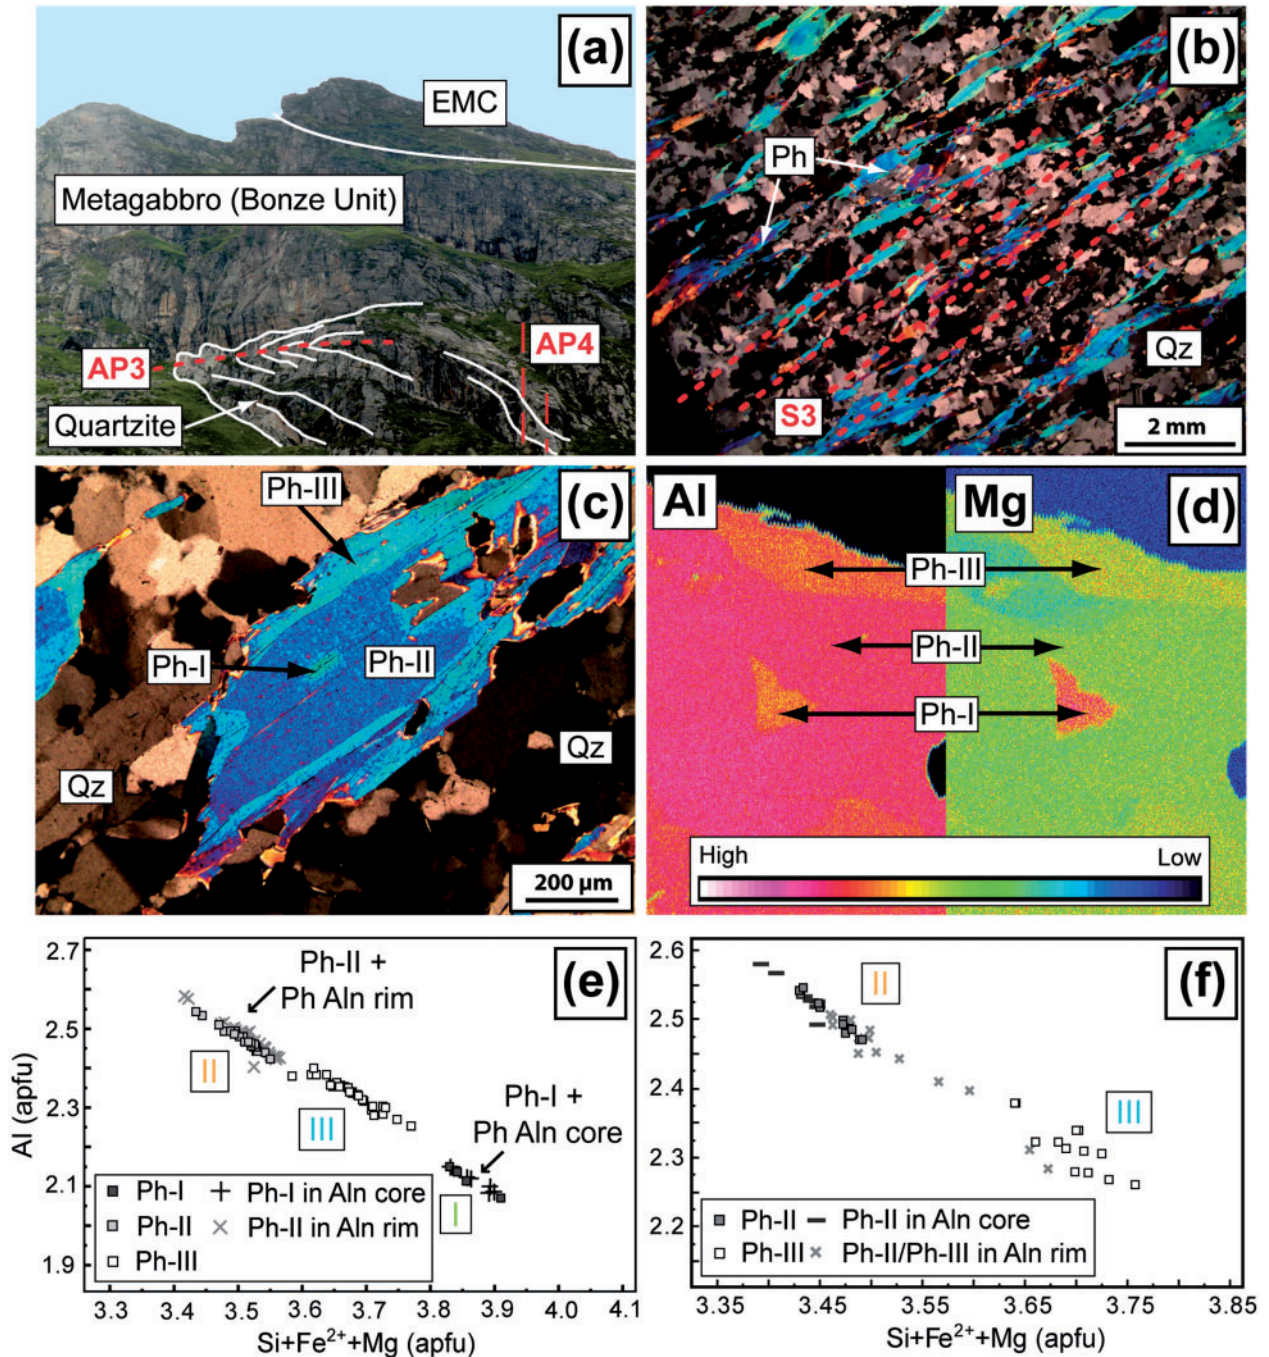 (a)
EMC
Metagabbro (Bonze Unit)
AP3
AP4
Quartzite
(b)
Ph
Qz
S3
2 mm
(c)
Ph-III
Ph-I
Ph-II
Qz
Qz
200 µm
Al
Mg
(d)
Ph-III
Ph-II
Ph-I
High
Low
(e)
2.7
2.5
2.3
2.1
1.9
Al (apfu)
Ph-II +
Ph Aln rim
II
III
Ph-I +
Ph Aln core
I
Ph-I
Ph-I in Aln core
Ph-II
Ph-II in Aln rim
Ph-III
3.3 3.4 3.5 3.6 3.7 3.8 3.9 4.0 4.1
Si+Fe²⁺+Mg (apfu)
(f)
2.6
2.5
2.4
2.3
2.2
II
III
Ph-II
Ph-II in Aln core
Ph-III
Ph-II/Ph-III in Aln rim
3.35 3.45 3.55 3.65 3.75 3.85
Si+Fe²⁺+Mg (apfu)